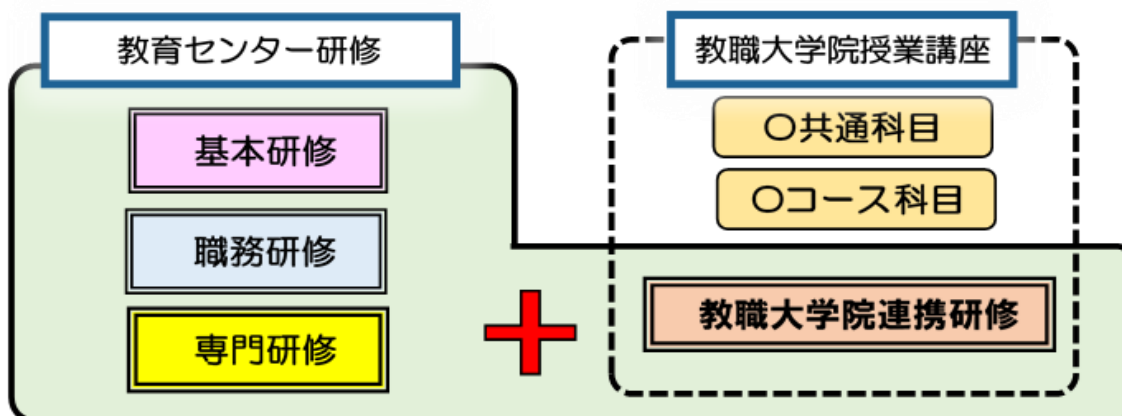 教育センター研修
基本研修
職務研修
専門研修
教職大学院授業講座
〇共通科目
〇コース科目
教職大学院連携研修